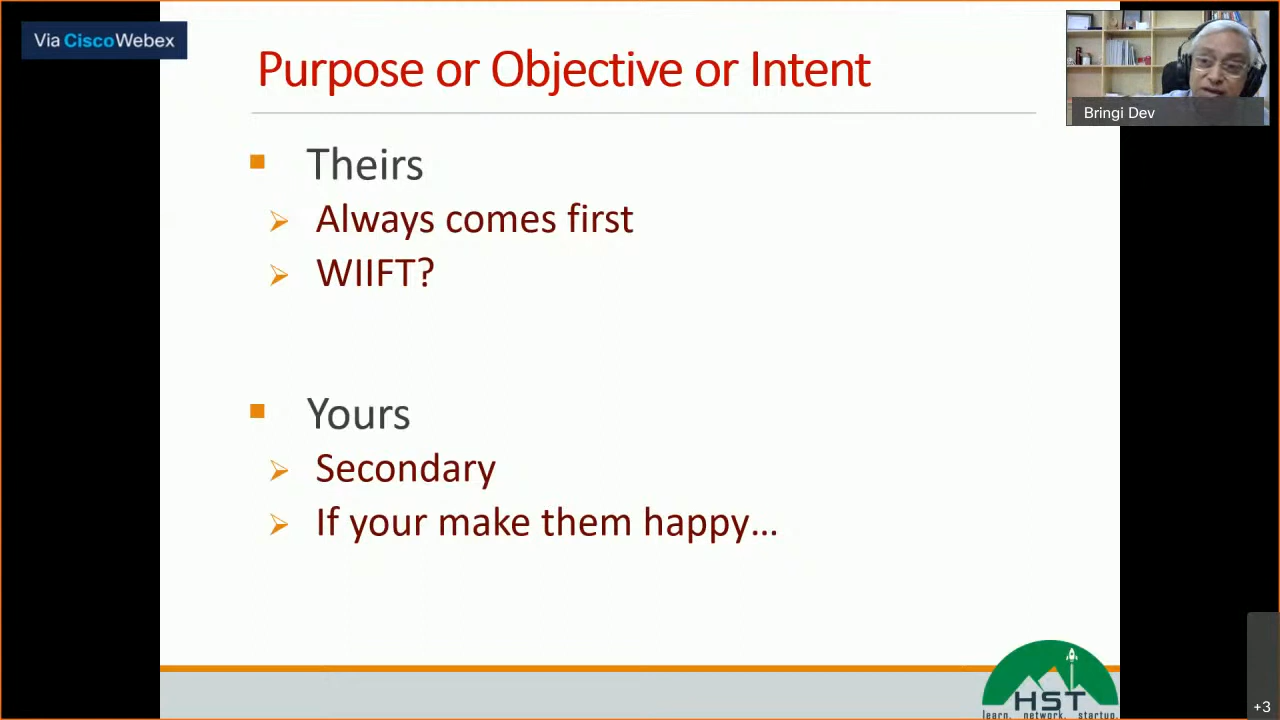 Via Cisco Webex
Purpose or Objective or Intent
Bringi Dev
Theirs
Always comes first
WIIFT?
Yours
Secondary
If your make them happy...
HST
learn. network. startup.
+3